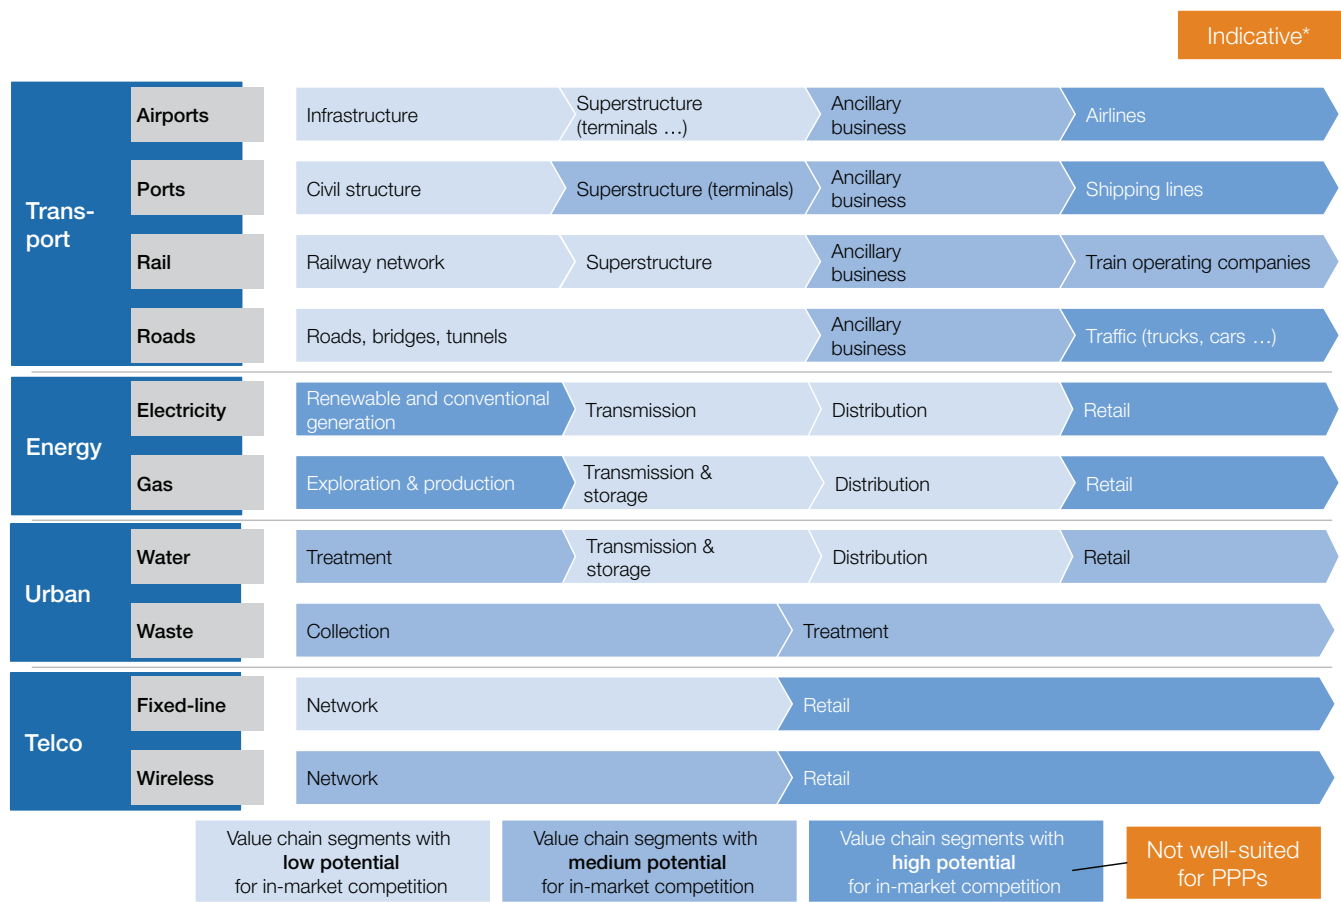 Indicative*
Trans-
port
Airports
Infrastructure
Superstructure
(terminals …)
Ancillary
business
Airlines
Ports
Civil structure
Superstructure (terminals)
Ancillary
business
Shipping lines
Rail
Railway network
Superstructure
Ancillary
business
Train operating companies
Roads
Roads, bridges, tunnels
Ancillary
business
Traffic (trucks, cars …)
Energy
Electricity
Renewable and conventional
generation
Transmission
Distribution
Retail
Gas
Exploration & production
Transmission &
storage
Distribution
Retail
Urban
Water
Treatment
Transmission &
storage
Distribution
Retail
Waste
Collection
Treatment
Telco
Fixed-line
Network
Retail
Wireless
Network
Retail
Value chain segments with
low potential
for in-market competition
Value chain segments with
medium potential
for in-market competition
Value chain segments with
high potential
for in-market competition
Not well-suited
for PPPs